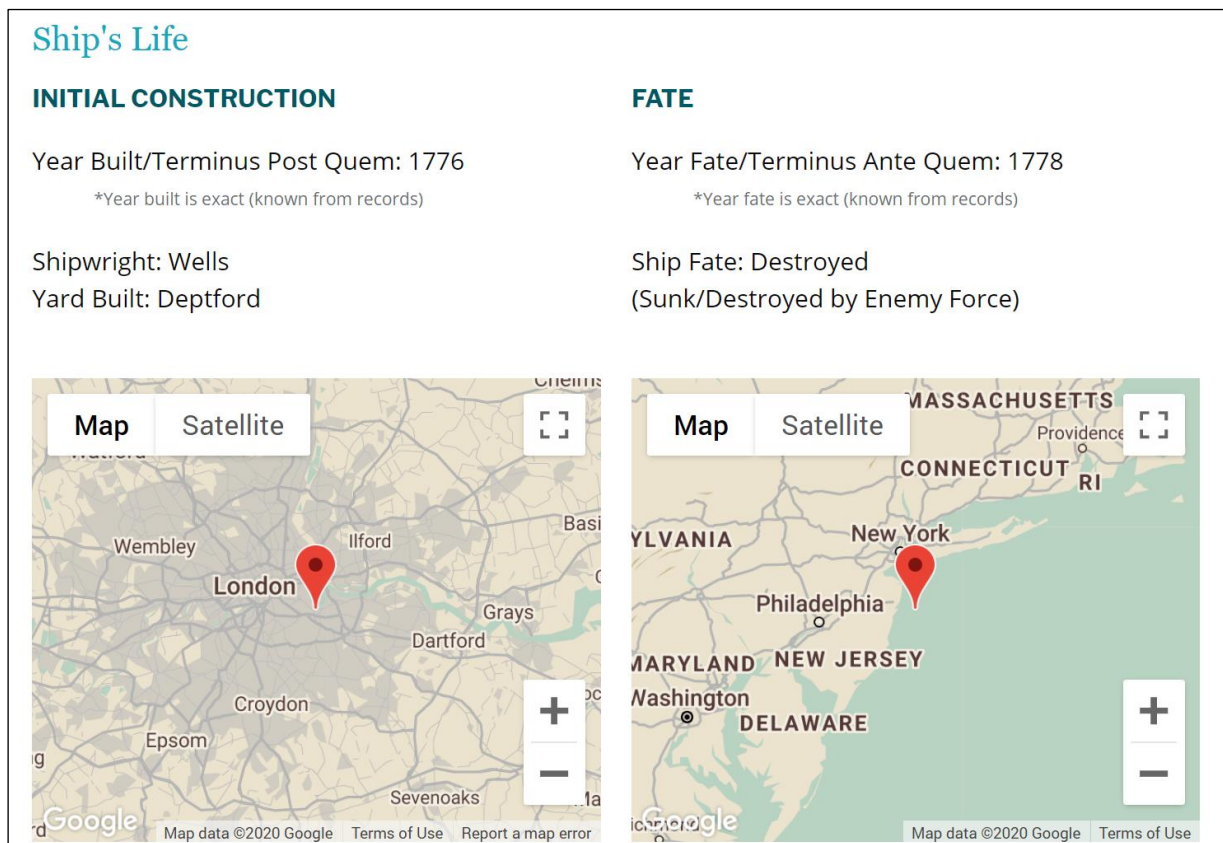 Ship's Life
INITIAL CONSTRUCTION
Year Built/Terminus Post Quem: 1776
*Year built is exact (known from records)
Shipwright: Wells
Yard Built: Deptford
FATE
Year Fate/Terminus Ante Quem: 1778
*Year fate is exact (known from records)
Ship Fate: Destroyed
(Sunk/Destroyed by Enemy Force)
Map Satellite
Wembley
Ilford
London
Grays
Dartford
Croydon
Epsom
Sevenoaks
Google
Map data ©2020 Google Terms of Use Report a map error
Map Satellite
MASSACHUSETTS
Providence
CONNECTICUT
RI
New York
YLVANIA
Philadelphia
MARYLAND
NEW JERSEY
Washington
DELAWARE
Google
Map data ©2020 Google Terms of Use